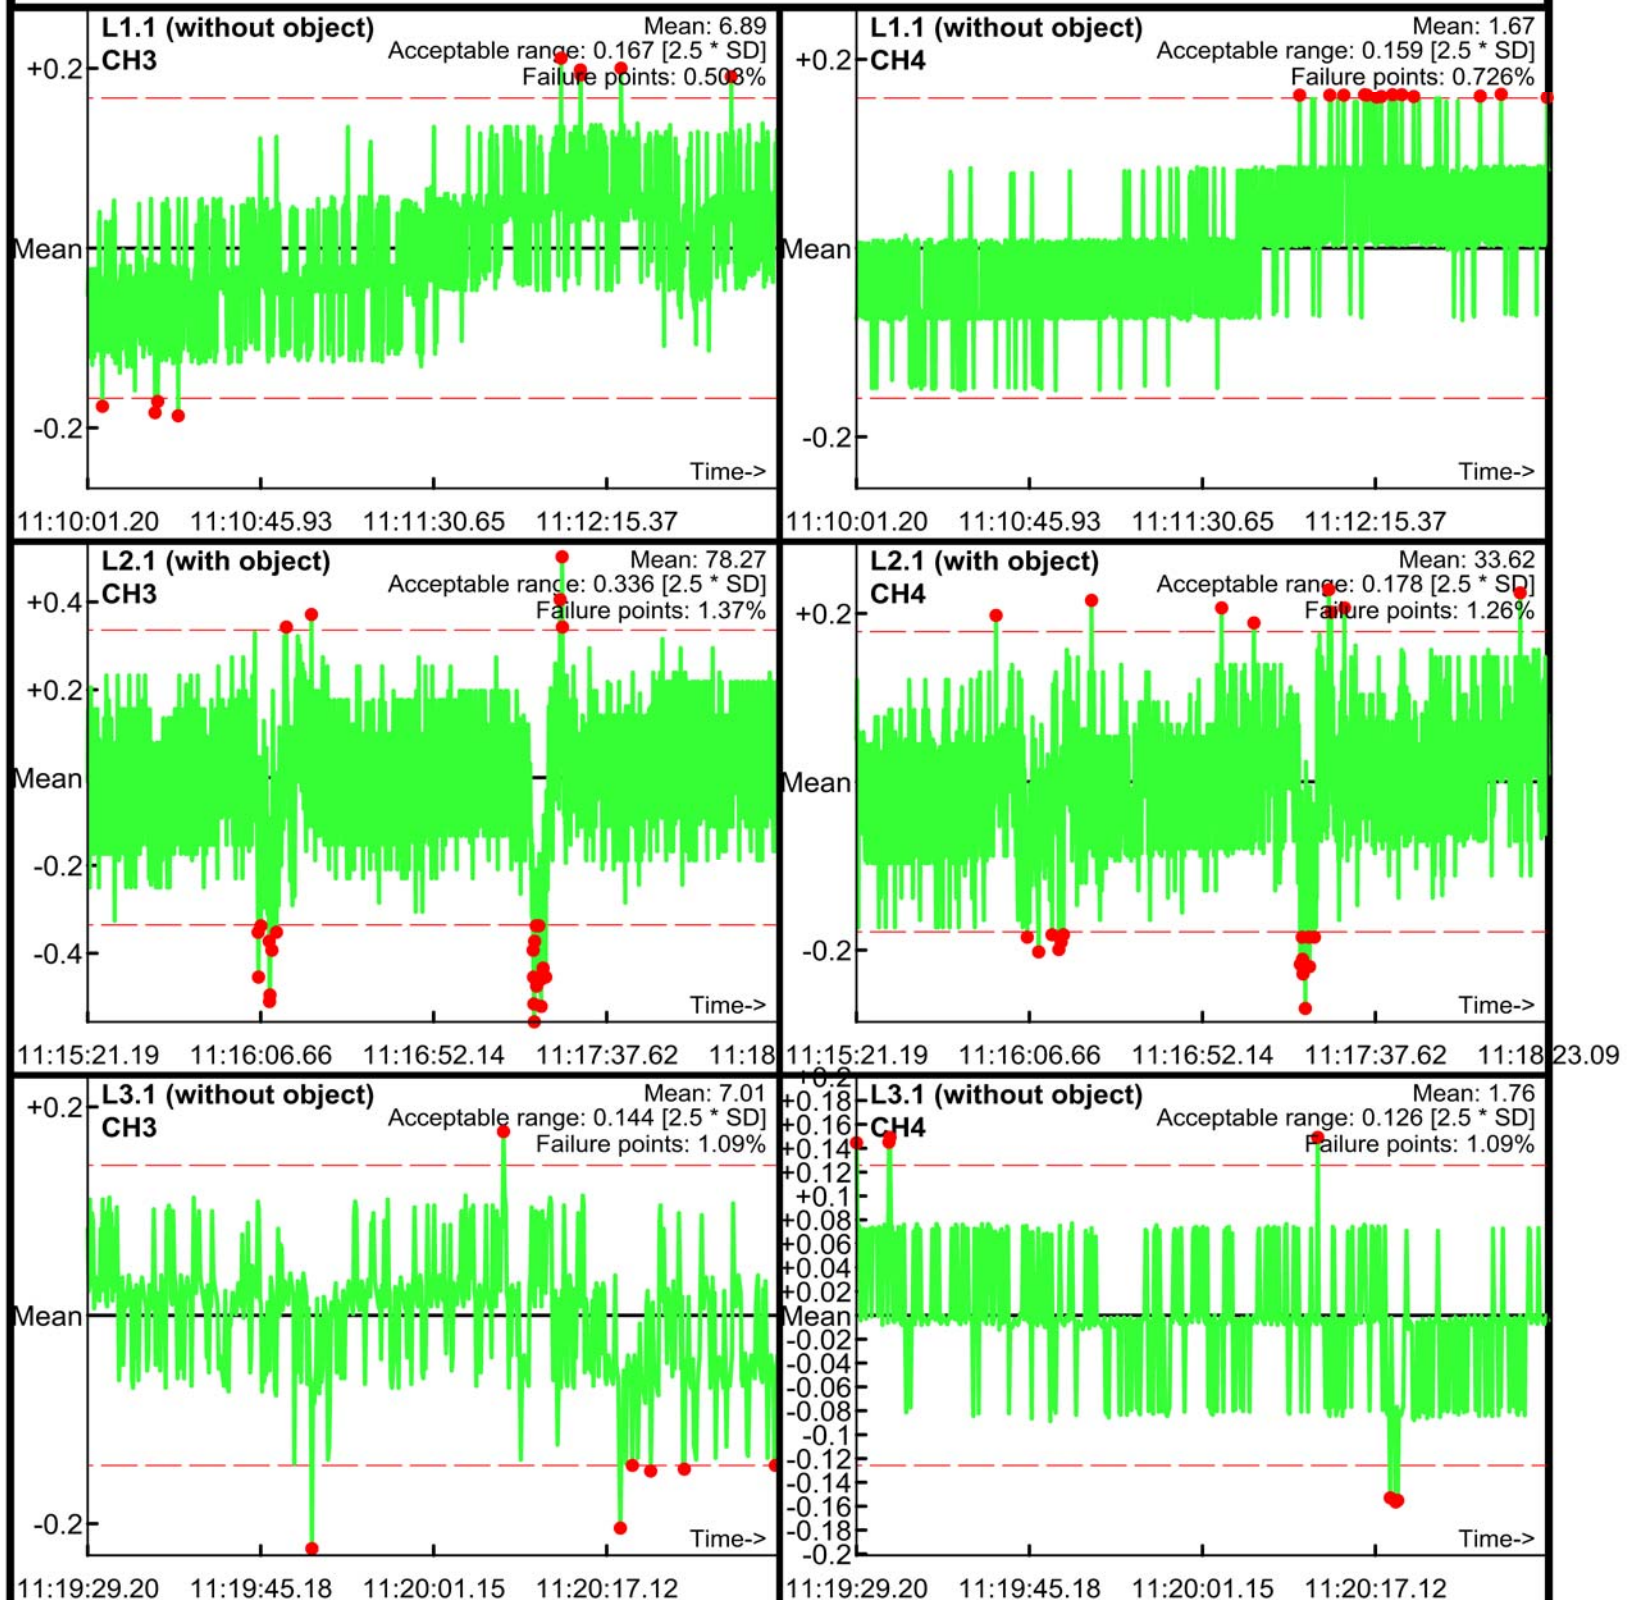 L1.1 (without object)
CH3
Mean: 6.89
Acceptable range: 0.167 [2.5 * SD]
Failure points: 0.508%
+0.2
Mean
-0.2
Time->
11:10:01.20 11:10:45.93 11:11:30.65 11:12:15.37
L1.1 (without object)
CH4
Mean: 1.67
Acceptable range: 0.159 [2.5 * SD]
Failure points: 0.726%
+0.2
Mean
-0.2
Time->
11:10:01.20 11:10:45.93 11:11:30.65 11:12:15.37
L2.1 (with object)
CH3
Mean: 78.27
Acceptable range: 0.336 [2.5 * SD]
Failure points: 1.37%
+0.4
+0.2
Mean
-0.2
-0.4
Time->
11:15:21.19 11:16:06.66 11:16:52.14 11:17:37.62 11:18
L2.1 (with object)
CH4
Mean: 33.62
Acceptable range: 0.178 [2.5 * SD]
Failure points: 1.26%
+0.2
Mean
-0.2
Time->
11:15:21.19 11:16:06.66 11:16:52.14 11:17:37.62 11:18:23.09
L3.1 (without object)
CH3
Mean: 7.01
Acceptable range: 0.144 [2.5 * SD]
Failure points: 1.09%
+0.2
Mean
-0.2
Time->
11:19:29.20 11:19:45.18 11:20:01.15 11:20:17.12
L3.1 (without object)
CH4
Mean: 1.76
Acceptable range: 0.126 [2.5 * SD]
Failure points: 1.09%
+0.2
+0.18
+0.16
+0.14
+0.12
+0.1
+0.08
+0.06
+0.04
+0.02
Mean
-0.02
-0.04
-0.06
-0.08
-0.1
-0.12
-0.14
-0.16
-0.18
-0.2
Time->
11:19:29.20 11:19:45.18 11:20:01.15 11:20:17.12